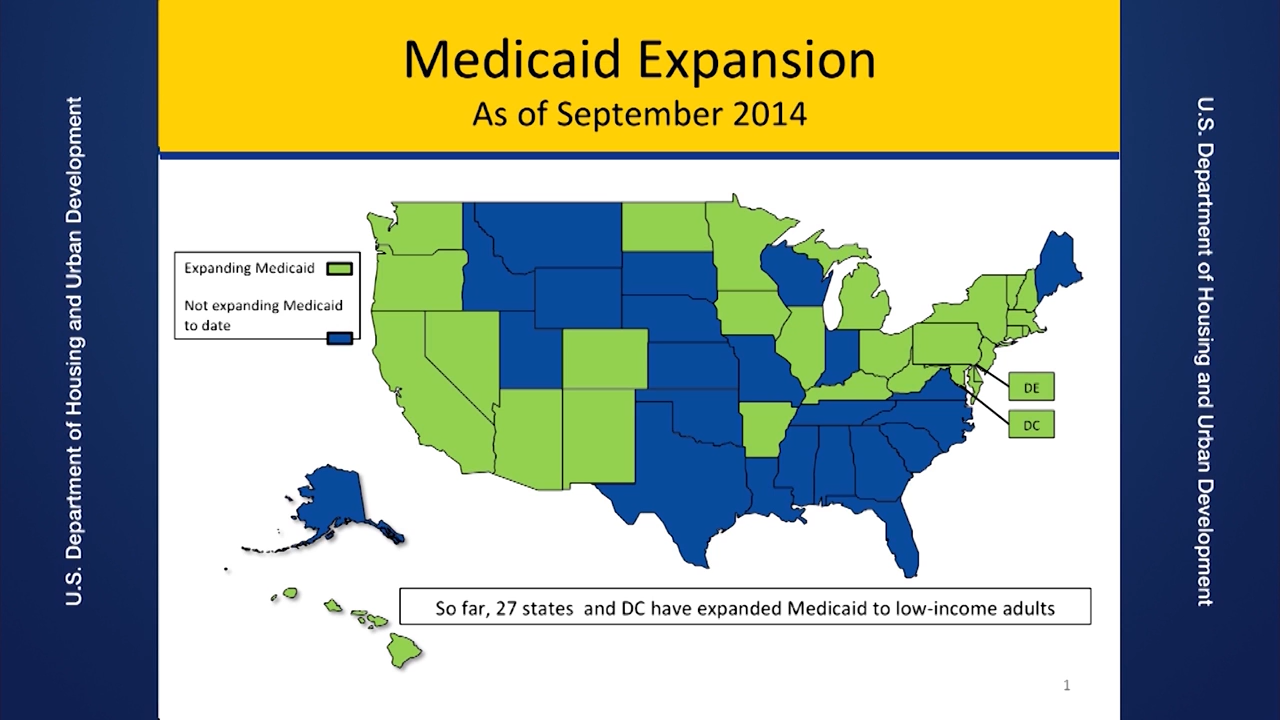 U.S. Department of Housing and Urban Development
Medicaid Expansion
As of September 2014
Expanding Medicaid
Not expanding Medicaid
to date
DE
DC
So far, 27 states  and DC have expanded Medicaid to low-income adults
1
U.S. Department of Housing and Urban Development